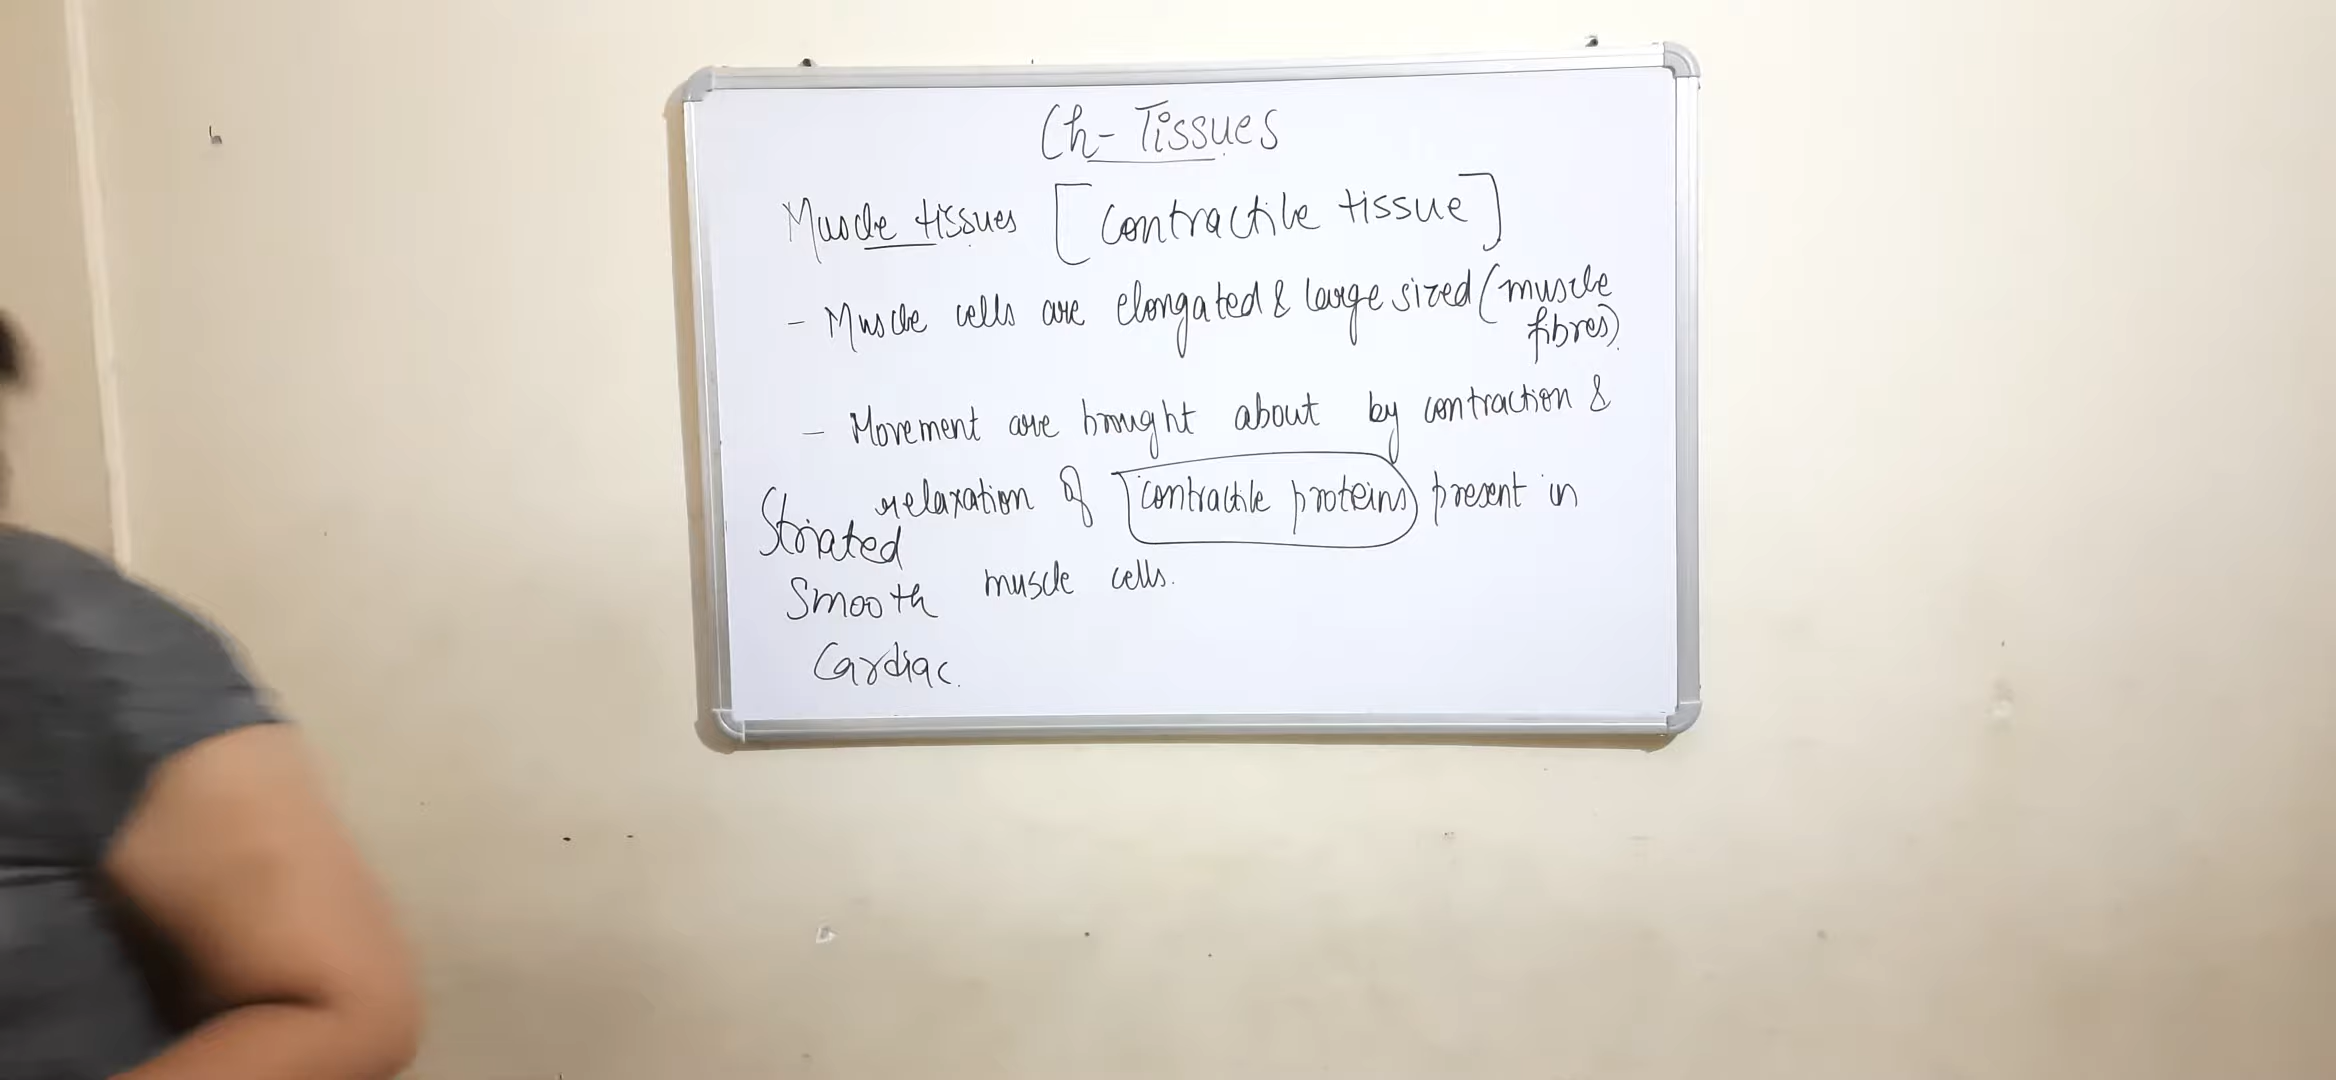 Ch- Tissues
Muscle tissues [contractile tissue]
- Muscle cells are elongated & large sized (muscle
fibres).
- Movement are brought about by contraction &
relaxation of contractile proteins present in
muscle cells.
Striated
Smooth
Cardiac.